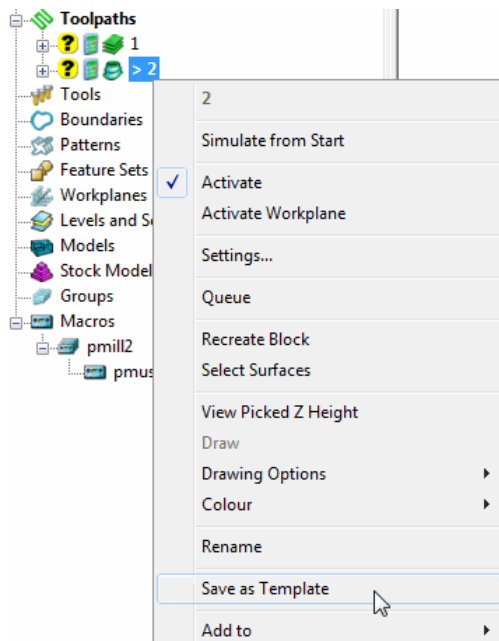 Toolpaths
? 1
? > 2
Tools
Boundaries
Patterns
Feature Sets
Workplanes
Levels and Se
Models
Stock Model
Groups
Macros
pmill2
pmus
2
Simulate from Start
✓ Activate
Activate Workplane
Settings...
Queue
Recreate Block
Select Surfaces
View Picked Z Height
Draw
Drawing Options
Colour
Rename
Save as Template
Add to